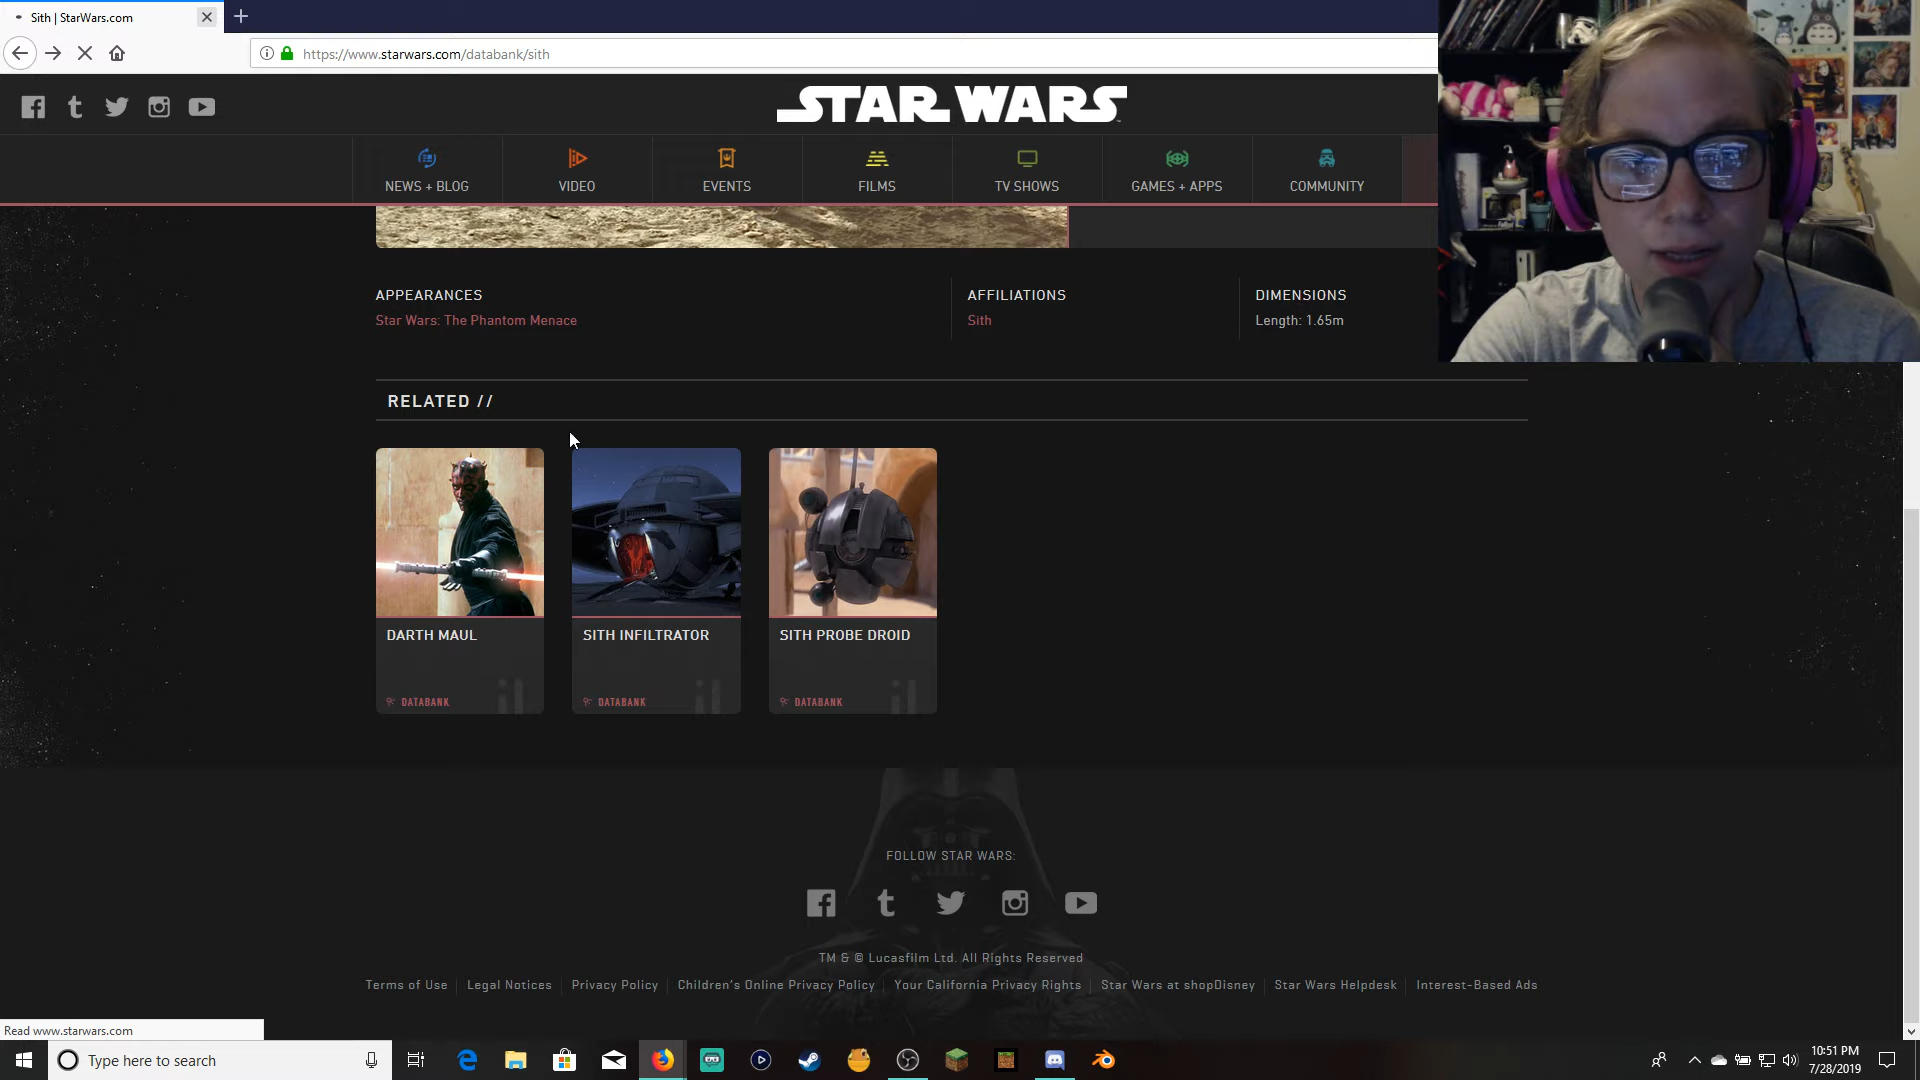 Sith | StarWars.com
https://www.starwars.com/databank/sith
STAR WARS
NEWS + BLOG
VIDEO
EVENTS
FILMS
TV SHOWS
GAMES + APPS
COMMUNITY
APPEARANCES
Star Wars: The Phantom Menace
AFFILIATIONS
Sith
DIMENSIONS
Length: 1.65m
RELATED //
DARTH MAUL
DATABANK
SITH INFILTRATOR
DATABANK
SITH PROBE DROID
DATABANK
FOLLOW STAR WARS:
TM & © Lucasfilm Ltd. All Rights Reserved
Terms of Use
Legal Notices
Privacy Policy
Children's Online Privacy Policy
Your California Privacy Rights
Star Wars at shopDisney
Star Wars Helpdesk
Interest-Based Ads
Read www.starwars.com
Type here to search
10:51 PM
7/28/2019